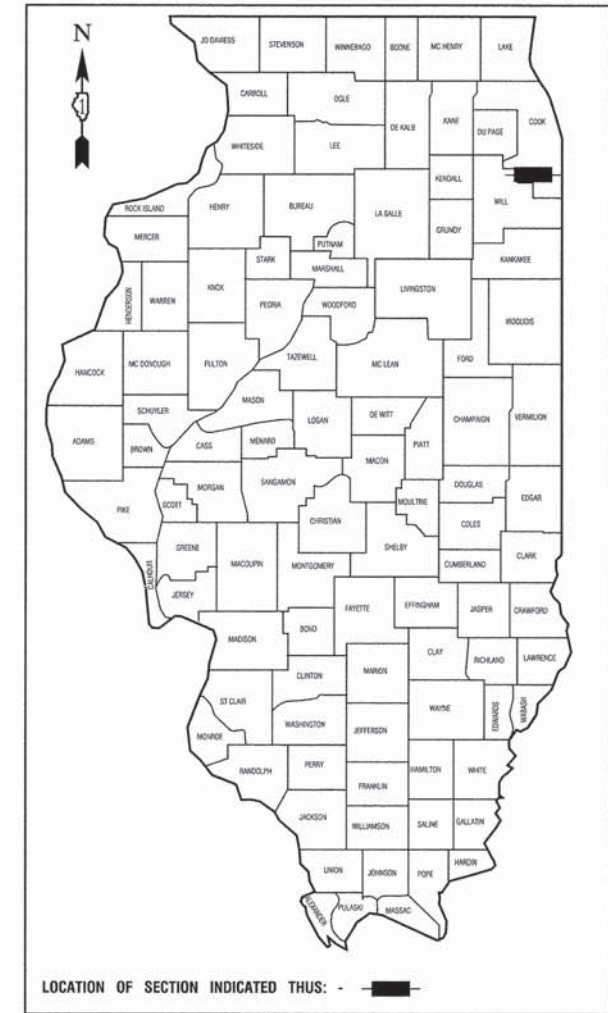 N
1
JO DAVIESS STEVENSON WINNEBAGO BOONE MC HENRY LAKE
CARROLL OGLE DE KALB KANE DU PAGE COOK
WHITESIDE LEE KENDALL WILL
ROCK ISLAND HENRY BUREAU LA SALLE GRUNDY
MERCER PUTNAM KANKAKEE
STARK MARSHALL
HENDERSON WARREN KNOX PEORIA WOODFORD LIVINGSTON IROQUOIS
HANCOCK MC DONOUGH FULTON TAZEWELL MC LEAN FORD
SCHUYLER MASON LOGAN DE WITT CHAMPAIGN VERMILION
ADAMS BROWN CASS MENARD PIATT
MACON
PIKE SCOTT MORGAN SANGAMON MOULTRIE DOUGLAS EDGAR
CHRISTIAN COLES
CALHOUN GREENE MACOUPIN MONTGOMERY SHELBY CUMBERLAND CLARK
JERSEY FAYETTE EFFINGHAM JASPER CRAWFORD
MADISON BOND
CLAY RICHLAND LAWRENCE
CLINTON MARION
ST CLAIR WAYNE EDWARDS WABASH
MONROE WASHINGTON JEFFERSON
RANDOLPH PERRY HAMILTON WHITE
FRANKLIN
JACKSON WILLIAMSON SALINE GALLATIN
UNION JOHNSON POPE HARDIN
ALEXANDER PULASKI MASSAC
LOCATION OF SECTION INDICATED THUS: -